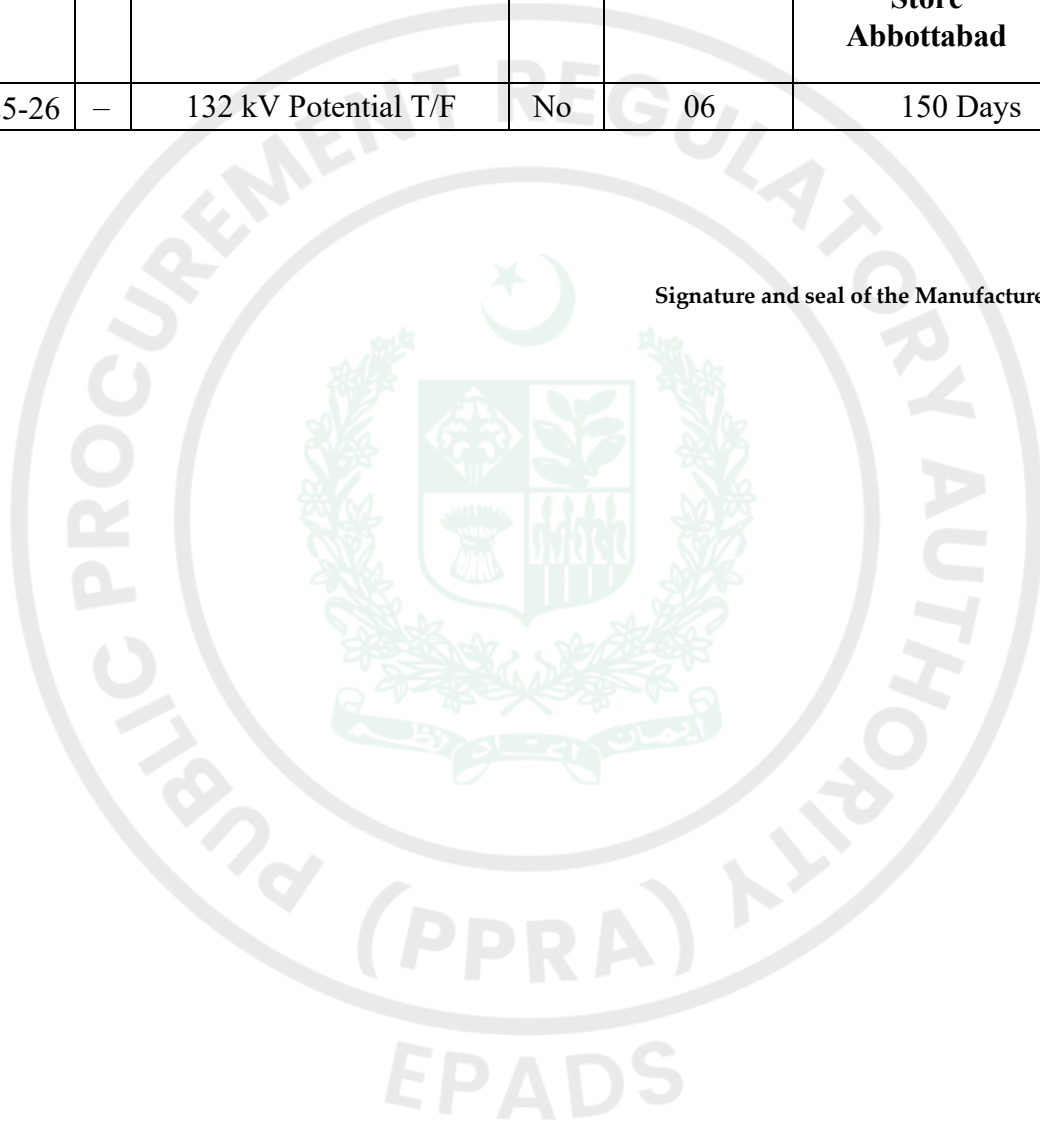 Store
Abbottabad
5-26 – 132 kV Potential T/F No 06 150 Days
Signature and seal of the Manufacture
PUBLIC PROCUREMENT REGULATORY AUTHORITY
(PPRA)
EPADS